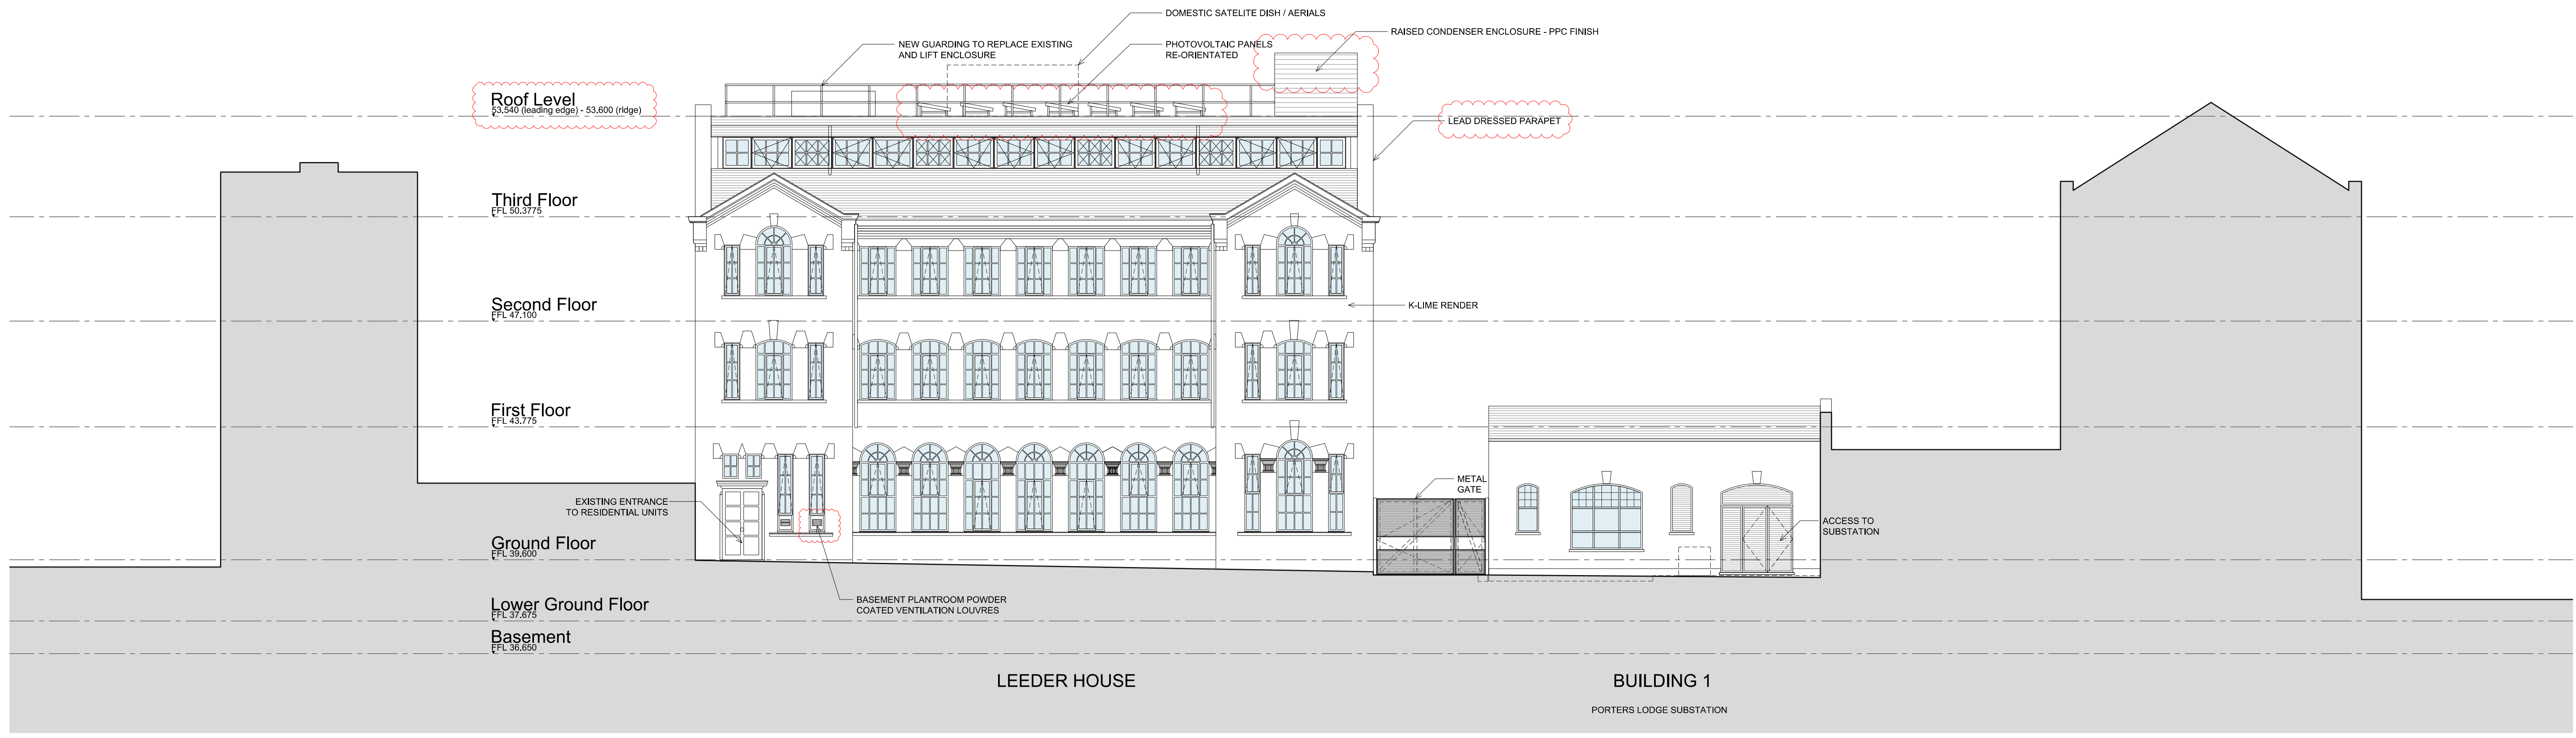 DOMESTIC SATELITE DISH / AERIALS
NEW GUARDING TO REPLACE EXISTING
AND LIFT ENCLOSURE
PHOTOVOLTAIC PANELS
RE-ORIENTATED
RAISED CONDENSER ENCLOSURE - PPC FINISH
Roof Level
53.540 (leading edge) - 53.600 (ridge)
LEAD DRESSED PARAPET
Third Floor
FFL 50.3775
Second Floor
FFL 47.100
K-LIME RENDER
First Floor
FFL 43.775
EXISTING ENTRANCE
TO RESIDENTIAL UNITS
METAL
GATE
ACCESS TO
SUBSTATION
Ground Floor
FFL 39.600
BASEMENT PLANTROOM POWDER
COATED VENTILATION LOUVRES
Lower Ground Floor
FFL 37.675
Basement
FFL 36.650
LEEDER HOUSE
BUILDING 1
PORTERS LODGE SUBSTATION